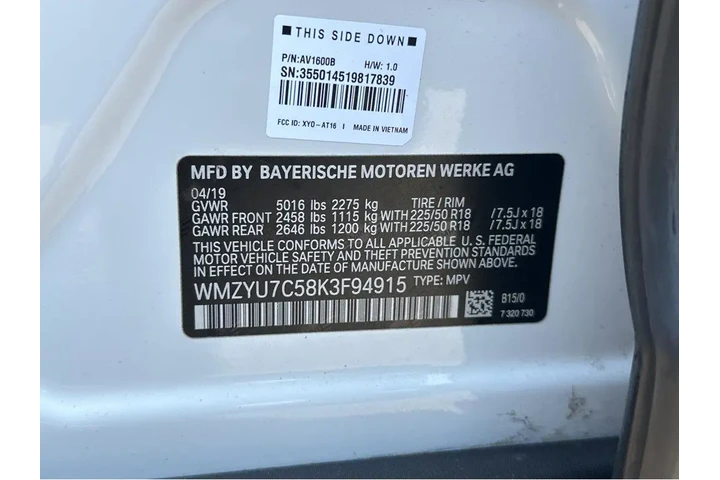 THIS SIDE DOWN
P/N:AV1600B H/W: 1.0
SN:355014519817839
FCC ID: XYO-AT16 | MADE IN VIETNAM
MFD BY BAYERISCHE MOTOREN WERKE AG
04/19
GVWR 5016 lbs 2275 kg TIRE / RIM
GAWR FRONT 2458 lbs 1115 kg WITH 225/50 R18 /7.5J x 18
GAWR REAR 2646 lbs 1200 kg WITH 225/50 R18 /7.5J x 18
THIS VEHICLE CONFORMS TO ALL APPLICABLE U. S. FEDERAL
MOTOR VEHICLE SAFETY AND THEFT PREVENTION STANDARDS
IN EFFECT ON THE DATE OF MANUFACTURE SHOWN ABOVE.
WMZYU7C58K3F94915 TYPE: MPV
B15/0
7 320 730